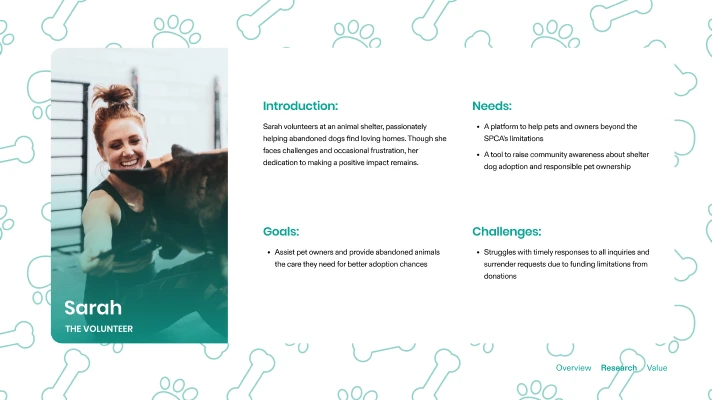 Introduction:
Sarah volunteers at an animal shelter, passionately
helping abandoned dogs find loving homes. Though she
faces challenges and occasional frustration, her
dedication to making a positive impact remains.
Needs:
• A platform to help pets and owners beyond the
SPCA's limitations
• A tool to raise community awareness about shelter
dog adoption and responsible pet ownership
Goals:
• Assist pet owners and provide abandoned animals
the care they need for better adoption chances
Challenges:
• Struggles with timely responses to all inquiries and
surrender requests due to funding limitations from
donations
Sarah
THE VOLUNTEER
Overview Research Value